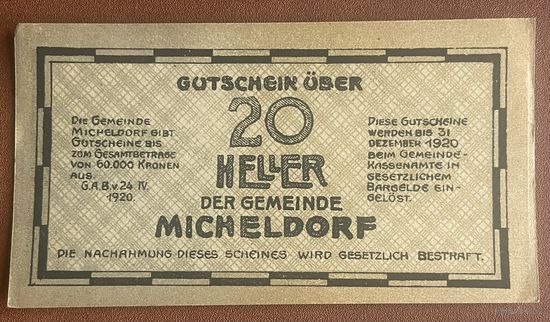 GUTSCHEIN ÜBER
20
HELLER
DER GEMEINDE
MICHELDORF
DIE GEMEINDE
MICHELDORF GIBT
GUTSCHEINE BIS
ZUM GESAMTBETRAGE
VON 60.000 KRONEN
AUS.
G.A.B.V. 24 IV.
1920.
DIESE GUTSCHEINE
WERDEN BIS 31
DEZEMBER 1920
BEIM GEMEINDE-
KASSENAMTE IN
GESETZLICHEM
BARGELDE EIN-
GELÖST.
DIE NACHAHMUNG DIESES SCHEINES WIRD GESETZLICH BESTRAFT.